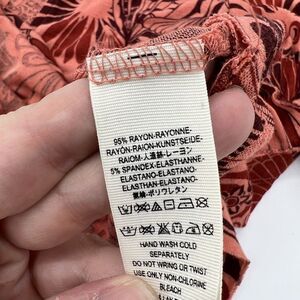 95% RAYON-RAYONNE-
RAYÓN-RAION-KUNSTSEIDE-
RAIOM-人造絲-レーヨン
5% SPANDEX-ELASTHANNE-
ELASTANO-ELASTANO-
ELASTHAN-ELASTANO-
氨綸-ポリウレタン
HAND WASH COLD
SEPARATELY
DO NOT WRING OR TWIST
USE ONLY NON-CHLORINE
BLEACH